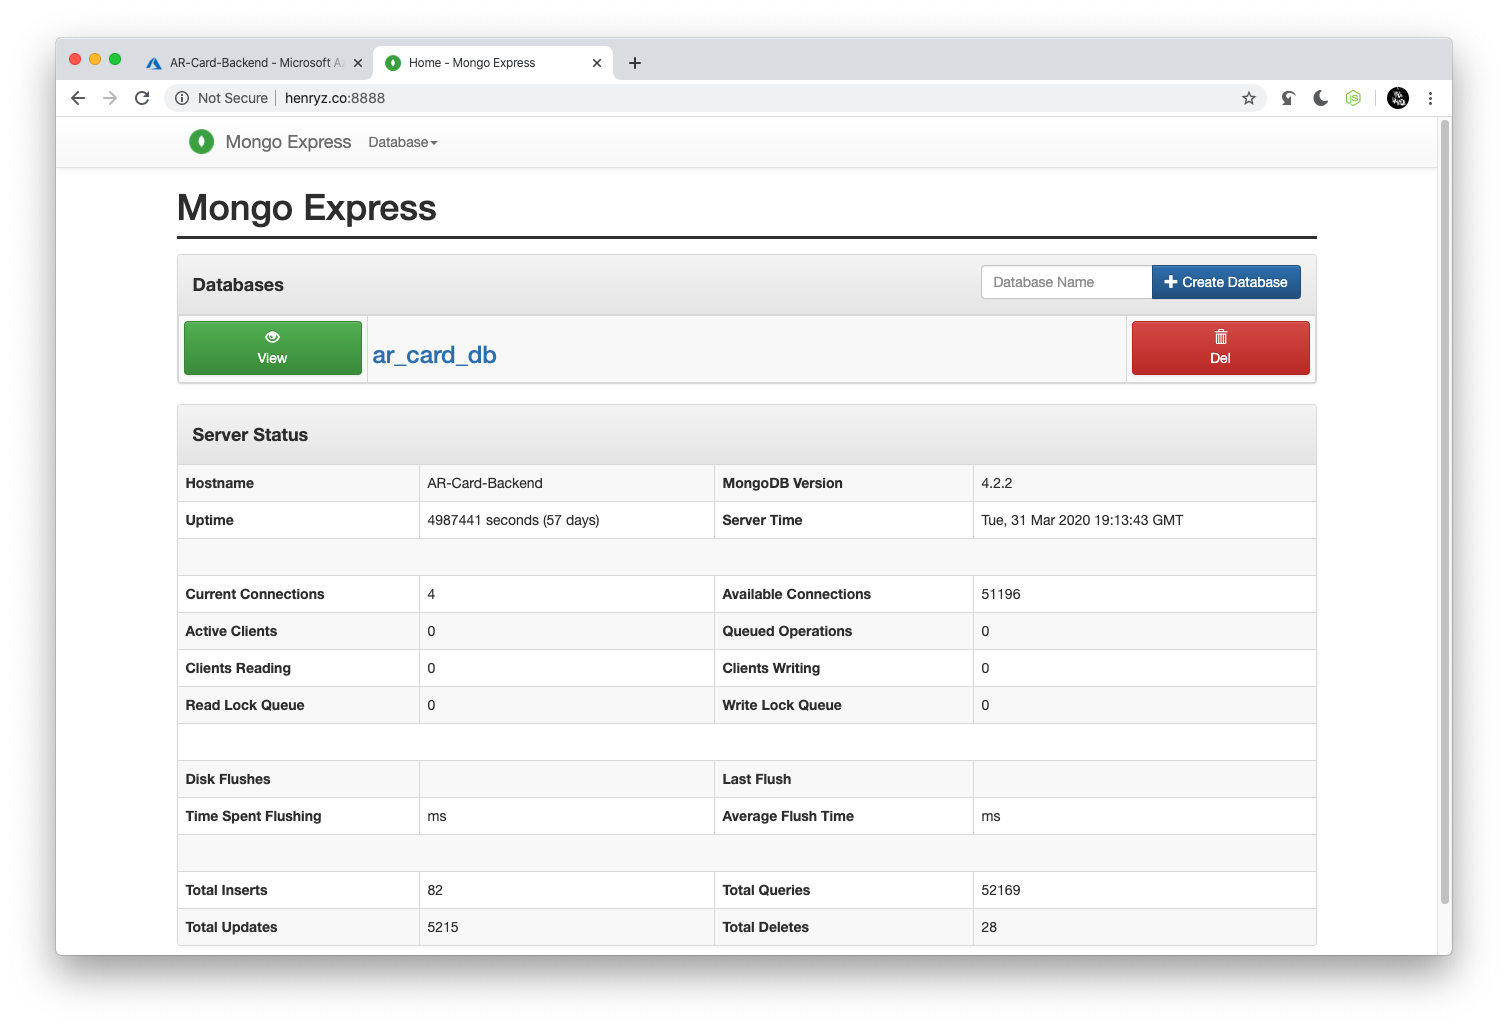 AR-Card-Backend - Microsoft Az
Home - Mongo Express
Not Secure
henryz.co:8888
Mongo Express
Database
Mongo Express
Databases
Database Name
Create Database
View
ar_card_db
Del
Server Status
Hostname AR-Card-Backend MongoDB Version 4.2.2
Uptime 4987441 seconds (57 days) Server Time Tue, 31 Mar 2020 19:13:43 GMT
Current Connections 4 Available Connections 51196
Active Clients 0 Queued Operations 0
Clients Reading 0 Clients Writing 0
Read Lock Queue 0 Write Lock Queue 0
Disk Flushes Last Flush
Time Spent Flushing ms Average Flush Time ms
Total Inserts 82 Total Queries 52169
Total Updates 5215 Total Deletes 28